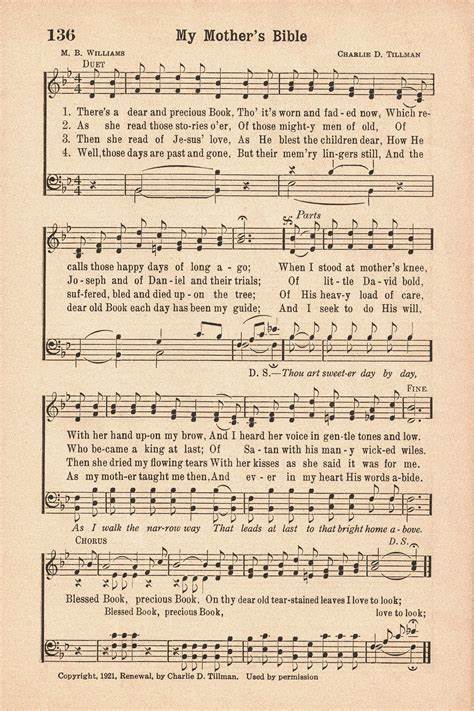 136 My Mother's Bible
M. B. WILLIAMS CHARLIE D. TILLMAN
DUET
1. There's a dear and precious Book, Tho' it's worn and fad-ed now, Which re-
2. As she read those sto-ries o'er, Of those might-y men of old, Of
3. Then she read of Je-sus' love, As He blest the children dear, How He
4. Well, those days are past and gone, But their mem'ry lin-gers still, And the
Parts
calls those happy days of long a-go; When I stood at mother's knee,
Jo-seph and of Dan-iel and their trials; Of lit-tle Da-vid bold,
suf-fered, bled and died up-on the tree; Of His heav-y load of care,
dear old Book each day has been my guide; And I seek to do His will,
D. S.—Thou art sweet-er day by day,
FINE.
With her hand up-on my brow, And I heard her voice in gen-tle tones and low.
Who be-came a king at last; Of Sa-tan with his man-y wick-ed wiles.
Then she dried my flowing tears With her kisses as she said it was for me.
As my moth-er taught me then, And ev-er in my heart His words a-bide.
As I walk the nar-row way That leads at last to that bright home a-bove.
CHORUS D. S.
Blessed Book, precious Book, On thy dear old tear-stained leaves I love to look;
Blessed Book, precious Book, love to look;
Copyright, 1921, Renewal, by Charlie D. Tillman. Used by permission